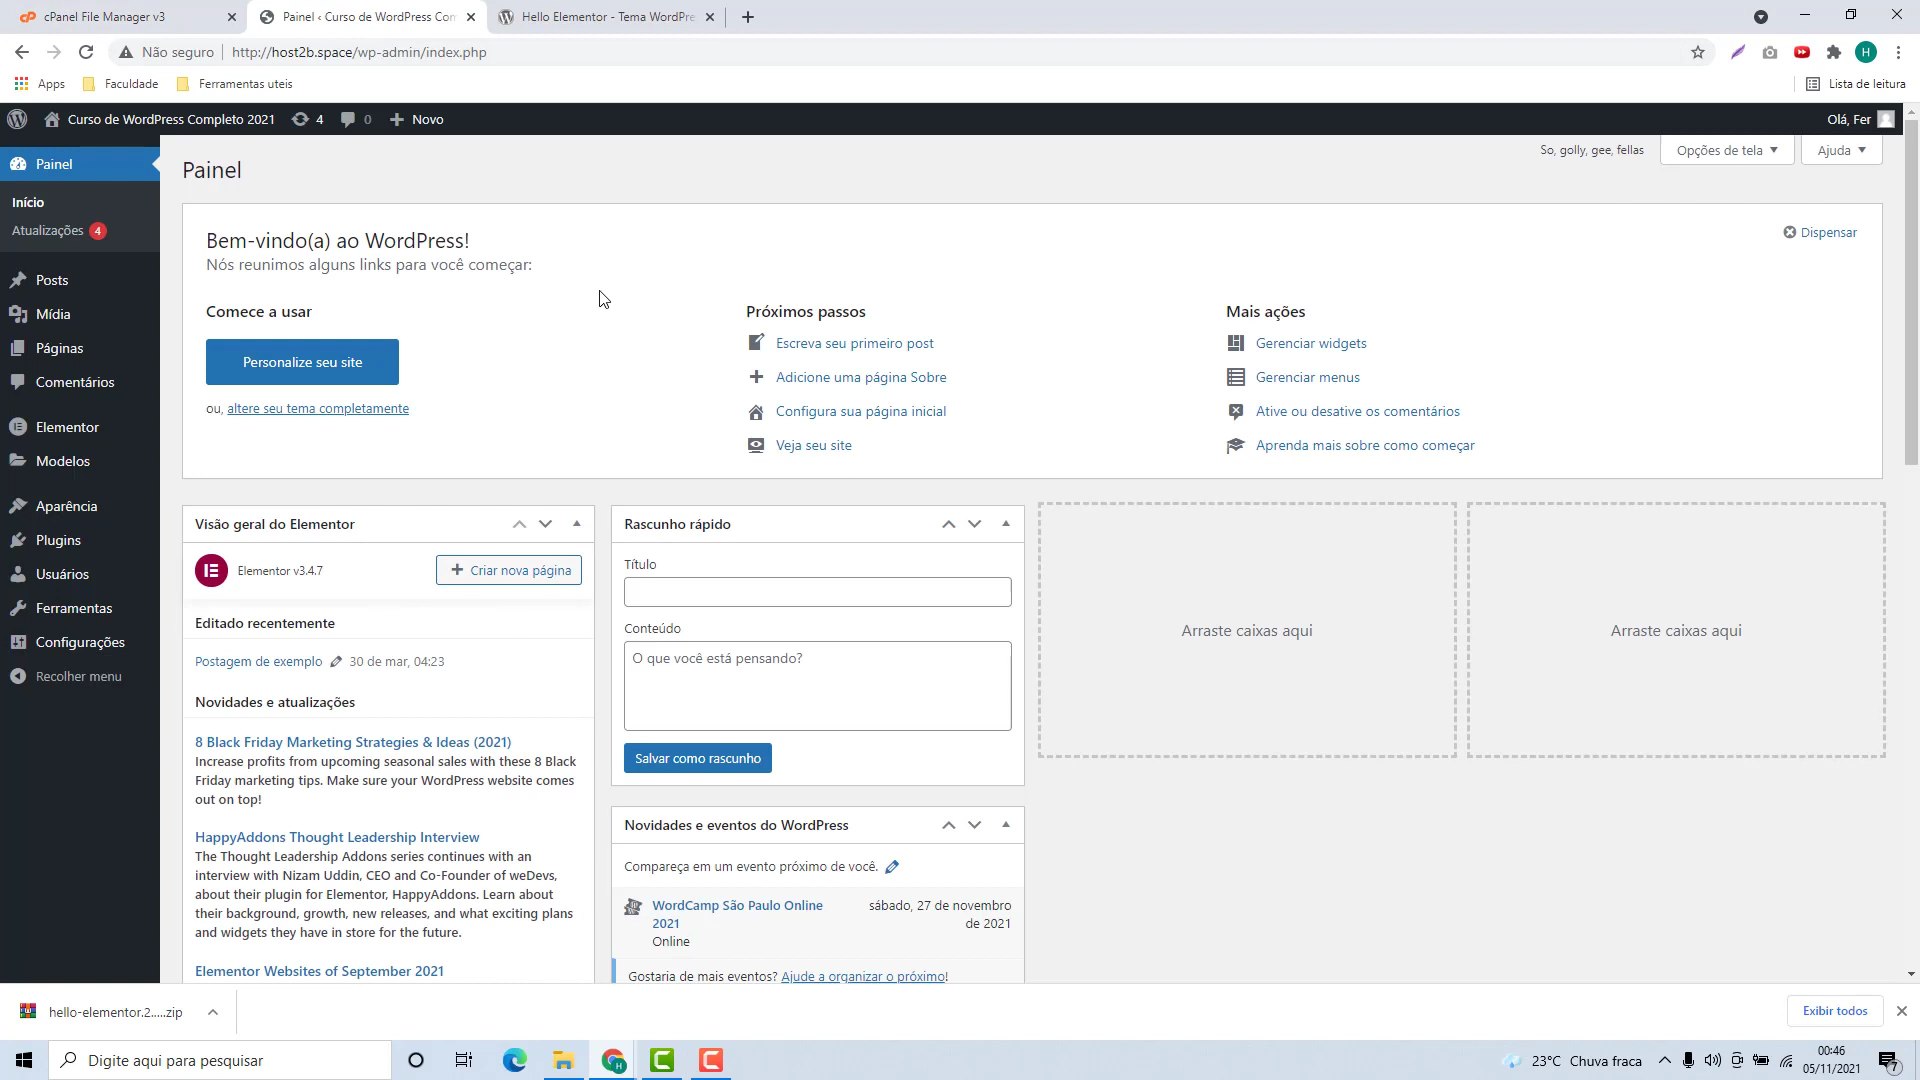 cPanel File Manager v3
Painel ‹ Curso de WordPress Com
Hello Elementor - Tema WordPre
Não seguro
http://host2b.space/wp-admin/index.php
H
Apps
Faculdade
Ferramentas uteis
Lista de leitura
Curso de WordPress Completo 2021
4
0
Novo
Olá, Fer
Painel
Início
Atualizações 4
Posts
Mídia
Páginas
Comentários
Elementor
Modelos
Aparência
Plugins
Usuários
Ferramentas
Configurações
Recolher menu
Painel
So, golly, gee, fellas
Opções de tela
Ajuda
Bem-vindo(a) ao WordPress!
Nós reunimos alguns links para você começar:
Dispensar
Comece a usar
Personalize seu site
ou, altere seu tema completamente
Próximos passos
Escreva seu primeiro post
Adicione uma página Sobre
Configura sua página inicial
Veja seu site
Mais ações
Gerenciar widgets
Gerenciar menus
Ative ou desative os comentários
Aprenda mais sobre como começar
Visão geral do Elementor
Elementor v3.4.7
Criar nova página
Editado recentemente
Postagem de exemplo 30 de mar, 04:23
Novidades e atualizações
8 Black Friday Marketing Strategies & Ideas (2021)
Increase profits from upcoming seasonal sales with these 8 Black
Friday marketing tips. Make sure your WordPress website comes
out on top!
HappyAddons Thought Leadership Interview
The Thought Leadership Addons series continues with an
interview with Nizam Uddin, CEO and Co-Founder of weDevs,
about their plugin for Elementor, HappyAddons. Learn about
their background, growth, new releases, and what exciting plans
and widgets they have in store for the future.
Elementor Websites of September 2021
Rascunho rápido
Título
Conteúdo
O que você está pensando?
Salvar como rascunho
Novidades e eventos do WordPress
Compareça em um evento próximo de você.
WordCamp São Paulo Online
2021
Online
sábado, 27 de novembro
de 2021
Gostaria de mais eventos? Ajude a organizar o próximo!
Arraste caixas aqui
Arraste caixas aqui
hello-elementor.2.....zip
Exibir todos
Digite aqui para pesquisar
23°C Chuva fraca
00:46
05/11/2021
7